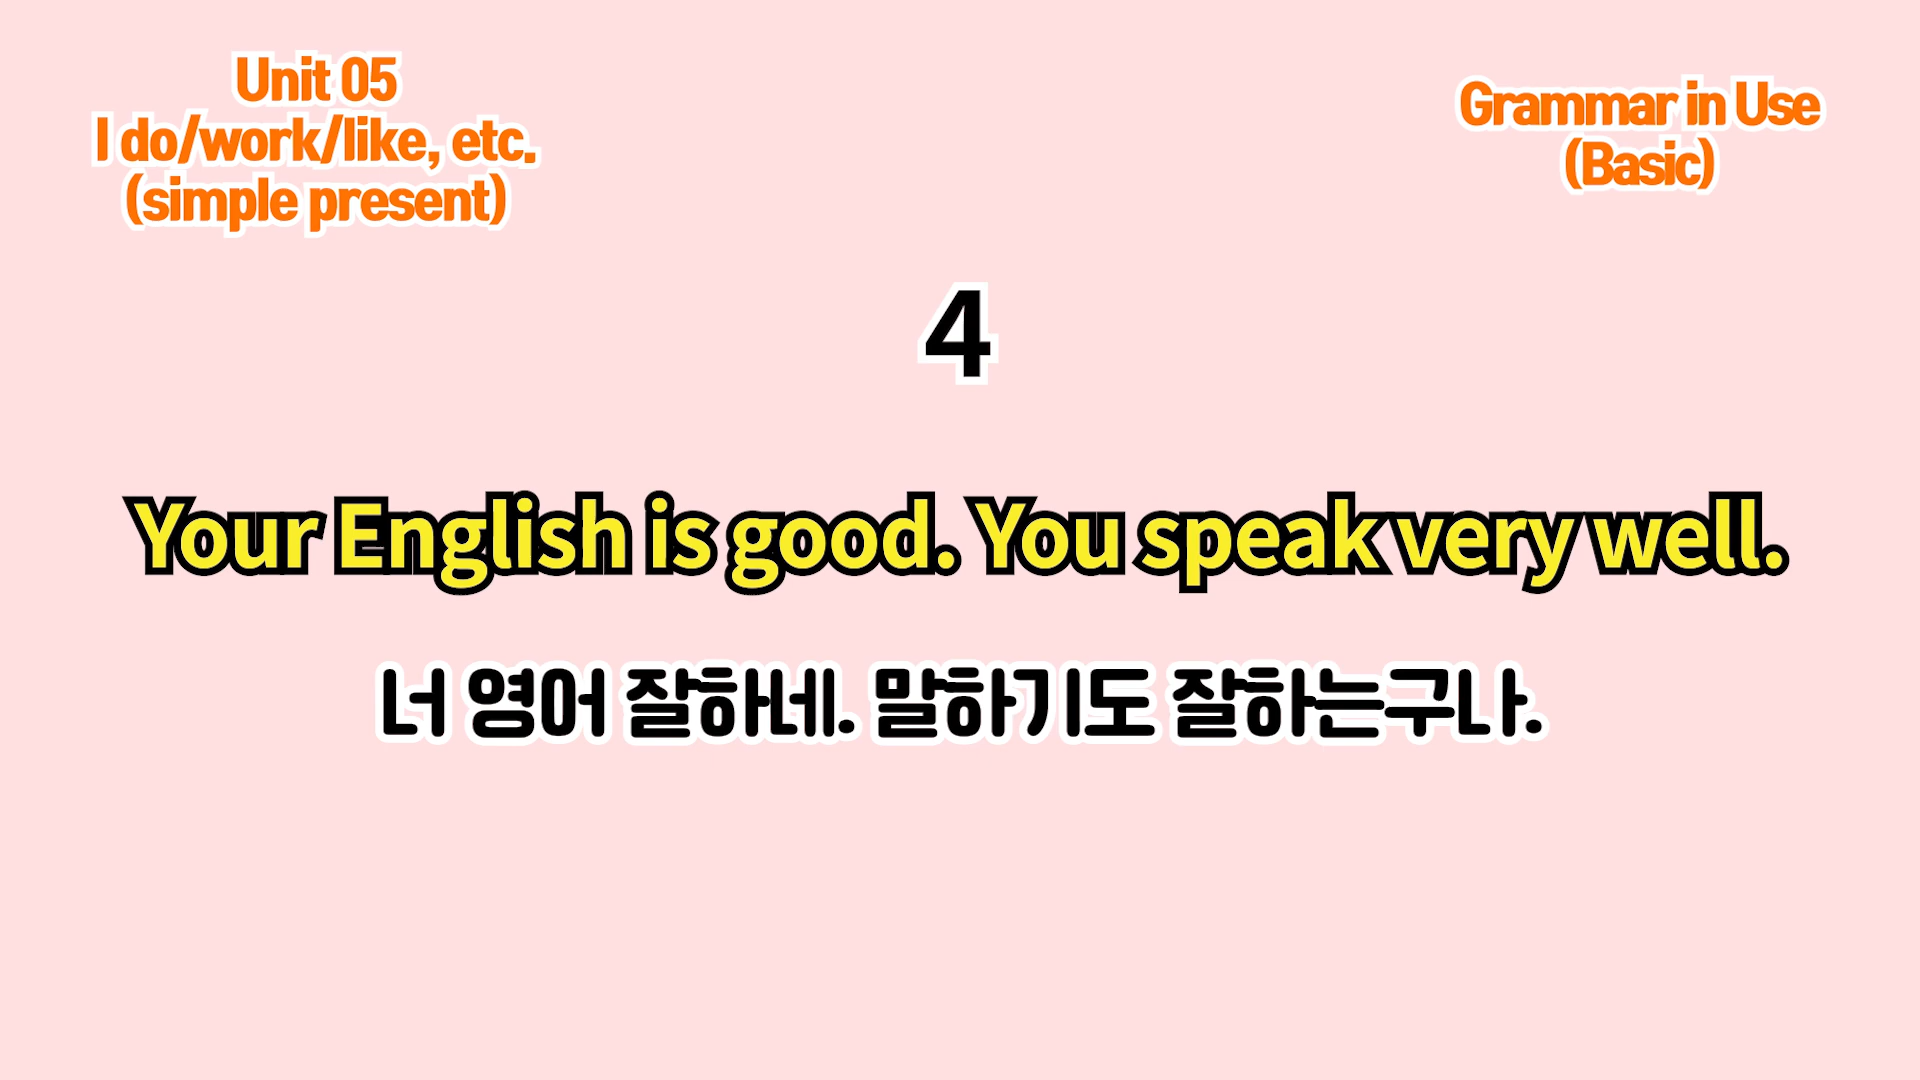 Unit 05
I do/work/like, etc.
(simple present)
Grammar in Use
(Basic)
4
Your English is good. You speak very well.
너 영어 잘하네. 말하기도 잘하는구나.